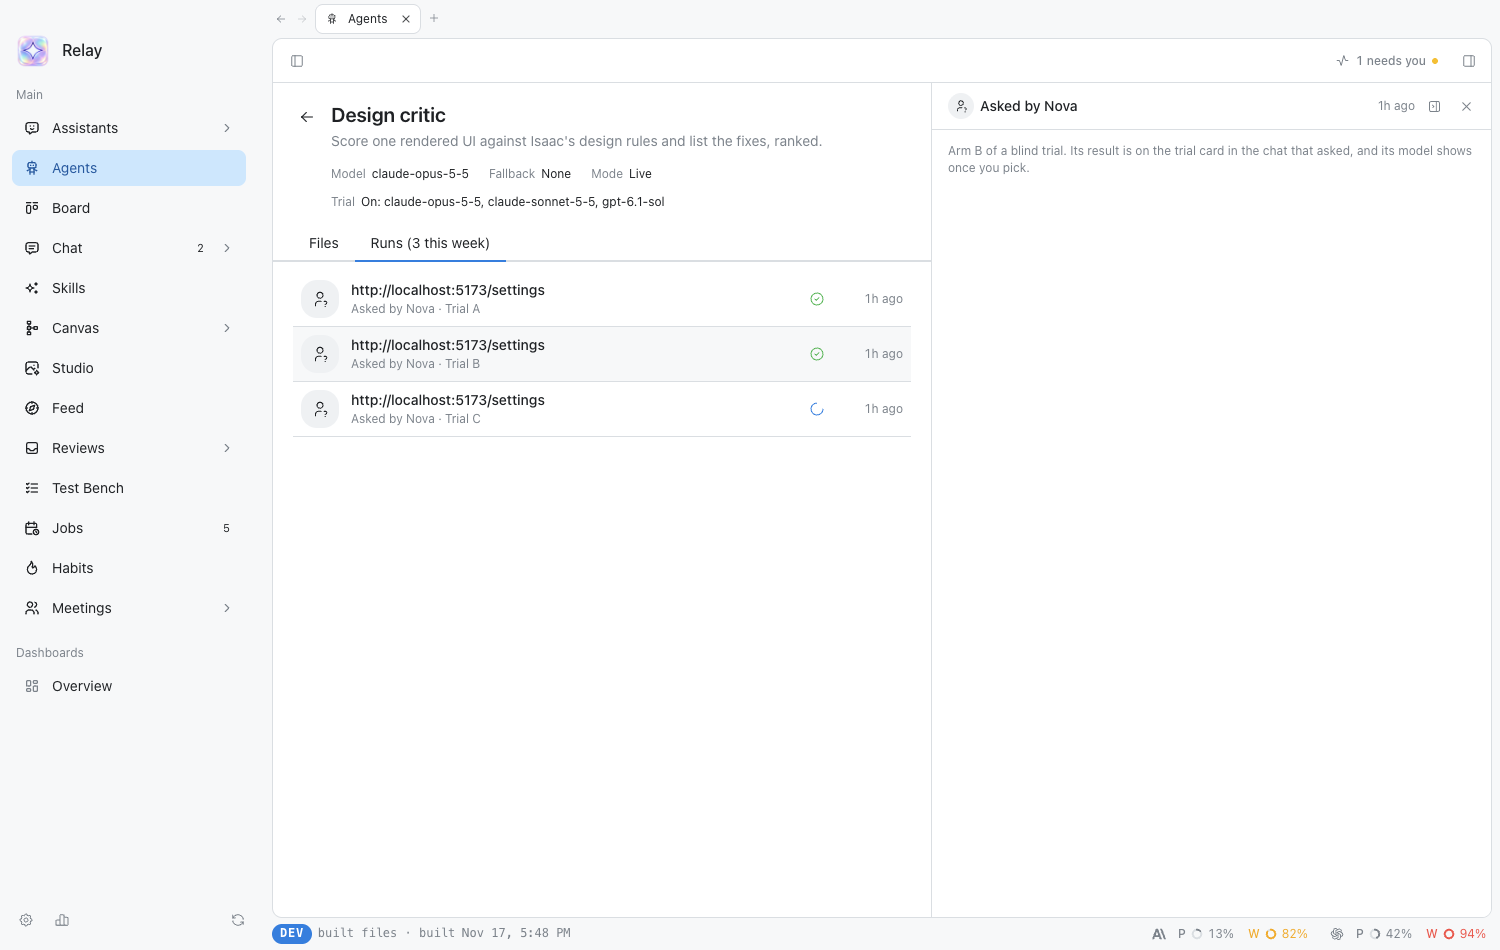 Agents
Relay
Main
Assistants
Agents
Board
Chat 2
Skills
Canvas
Studio
Feed
Reviews
Test Bench
Jobs 5
Habits
Meetings
Dashboards
Overview
1 needs you
Design critic
Score one rendered UI against Isaac's design rules and list the fixes, ranked.
Model claude-opus-5-5 Fallback None Mode Live
Trial On: claude-opus-5-5, claude-sonnet-5-5, gpt-6.1-sol
Files Runs (3 this week)
http://localhost:5173/settings
Asked by Nova · Trial A
1h ago
http://localhost:5173/settings
Asked by Nova · Trial B
1h ago
http://localhost:5173/settings
Asked by Nova · Trial C
1h ago
Asked by Nova 1h ago
Arm B of a blind trial. Its result is on the trial card in the chat that asked, and its model shows
once you pick.
DEV built files · built Nov 17, 5:48 PM
P 13% W 82% P 42% W 94%